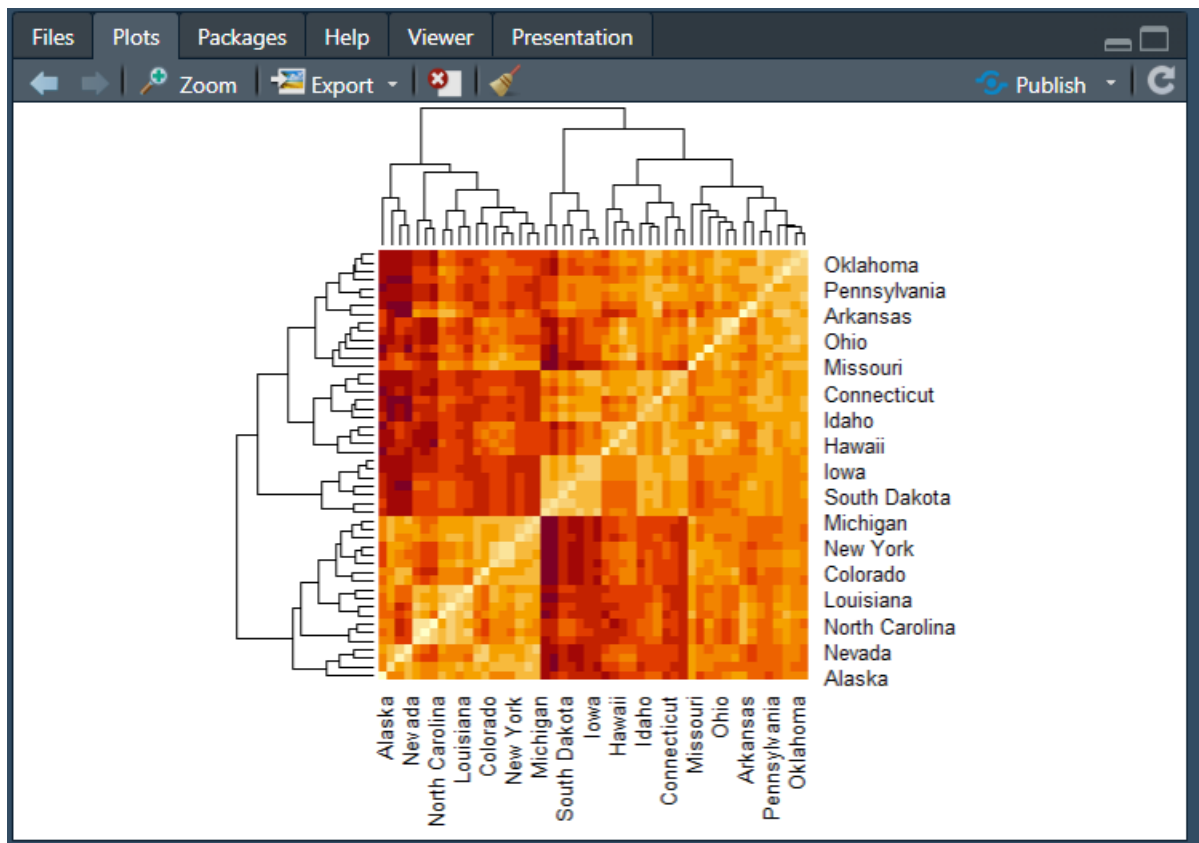 Files Plots Packages Help Viewer Presentation
Zoom Export Publish
Oklahoma
Pennsylvania
Arkansas
Ohio
Missouri
Connecticut
Idaho
Hawaii
Iowa
South Dakota
Michigan
New York
Colorado
Louisiana
North Carolina
Nevada
Alaska
Alaska
Nevada
North Carolina
Louisiana
Colorado
New York
Michigan
South Dakota
Iowa
Hawaii
Idaho
Connecticut
Missouri
Ohio
Arkansas
Pennsylvania
Oklahoma